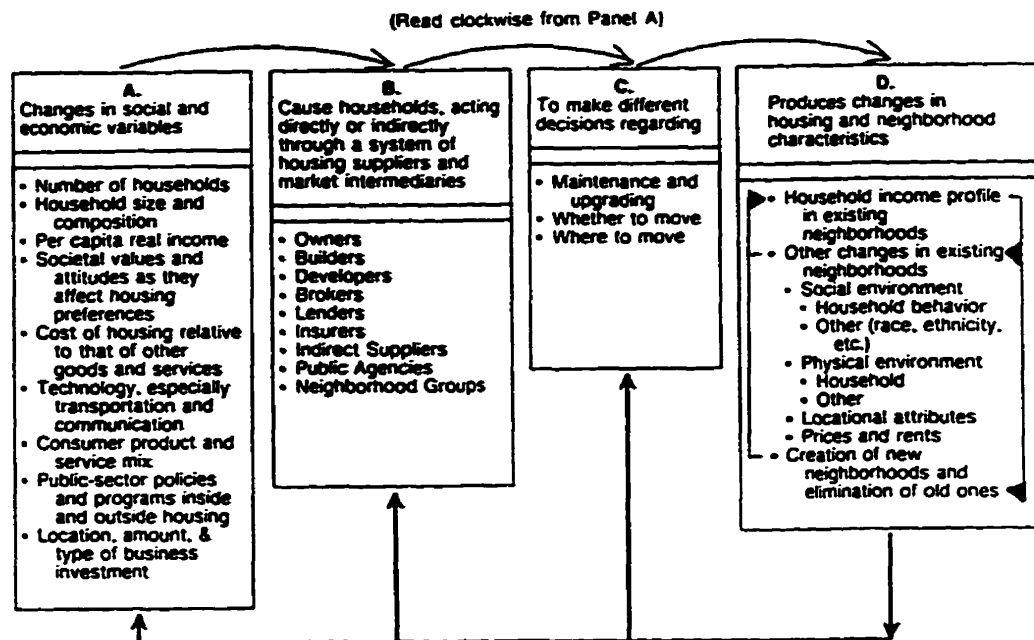 (Read clockwise from Panel A)
A.
Changes in social and
economic variables
• Number of households
• Household size and
composition
• Per capita real income
• Societal values and
attitudes as they
affect housing
preferences
• Cost of housing relative
to that of other
goods and services
• Technology, especially
transportation and
communication
• Consumer product and
service mix
• Public-sector policies
and programs inside
and outside housing
• Location, amount, &
type of business
investment
B.
Cause households, acting
directly or indirectly
through a system of
housing suppliers and
market intermediaries
• Owners
• Builders
• Developers
• Brokers
• Lenders
• Insurers
• Indirect Suppliers
• Public Agencies
• Neighborhood Groups
C.
To make different
decisions regarding
• Maintenance and
upgrading
• Whether to move
• Where to move
D.
Produces changes in
housing and neighborhood
characteristics
• Household income profile
in existing
neighborhoods
• Other changes in existing
neighborhoods
• Social environment
• Household behavior
• Other (race, ethnicity,
etc.)
• Physical environment
• Household
• Other
• Locational attributes
• Prices and rents
• Creation of new
neighborhoods and
elimination of old ones